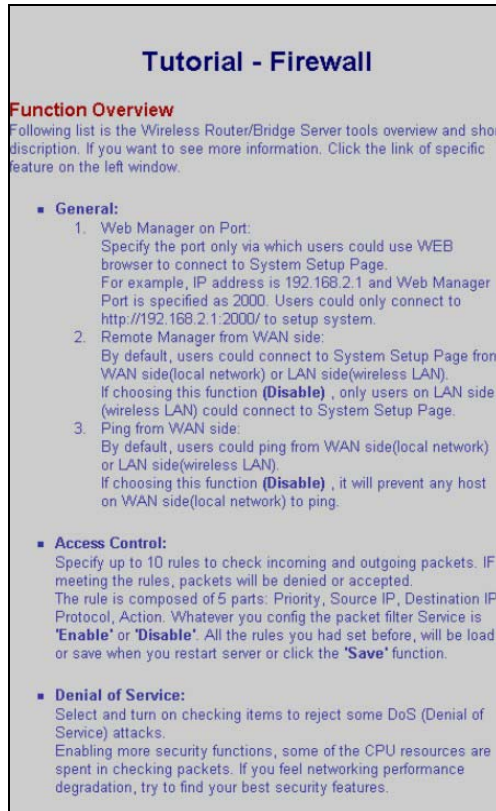 Tutorial - Firewall
Function Overview
Following list is the Wireless Router/Bridge Server tools overview and shor
discription. If you want to see more information. Click the link of specific
feature on the left window.
▪ General:
1. Web Manager on Port:
Specify the port only via which users could use WEB
browser to connect to System Setup Page.
For example, IP address is 192.168.2.1 and Web Manager
Port is specified as 2000. Users could only connect to
http://192.168.2.1:2000/ to setup system.
2. Remote Manager from WAN side:
By default, users could connect to System Setup Page from
WAN side(local network) or LAN side(wireless LAN).
If choosing this function (Disable) , only users on LAN side
(wireless LAN) could connect to System Setup Page.
3. Ping from WAN side:
By default, users could ping from WAN side(local network)
or LAN side(wireless LAN).
If choosing this function (Disable) , it will prevent any host
on WAN side(local network) to ping.
▪ Access Control:
Specify up to 10 rules to check incoming and outgoing packets. IF
meeting the rules, packets will be denied or accepted.
The rule is composed of 5 parts: Priority, Source IP, Destination IP
Protocol, Action. Whatever you config the packet filter Service is
'Enable' or 'Disable'. All the rules you had set before, will be load
or save when you restart server or click the 'Save' function.
▪ Denial of Service:
Select and turn on checking items to reject some DoS (Denial of
Service) attacks.
Enabling more security functions, some of the CPU resources are
spent in checking packets. If you feel networking performance
degradation, try to find your best security features.